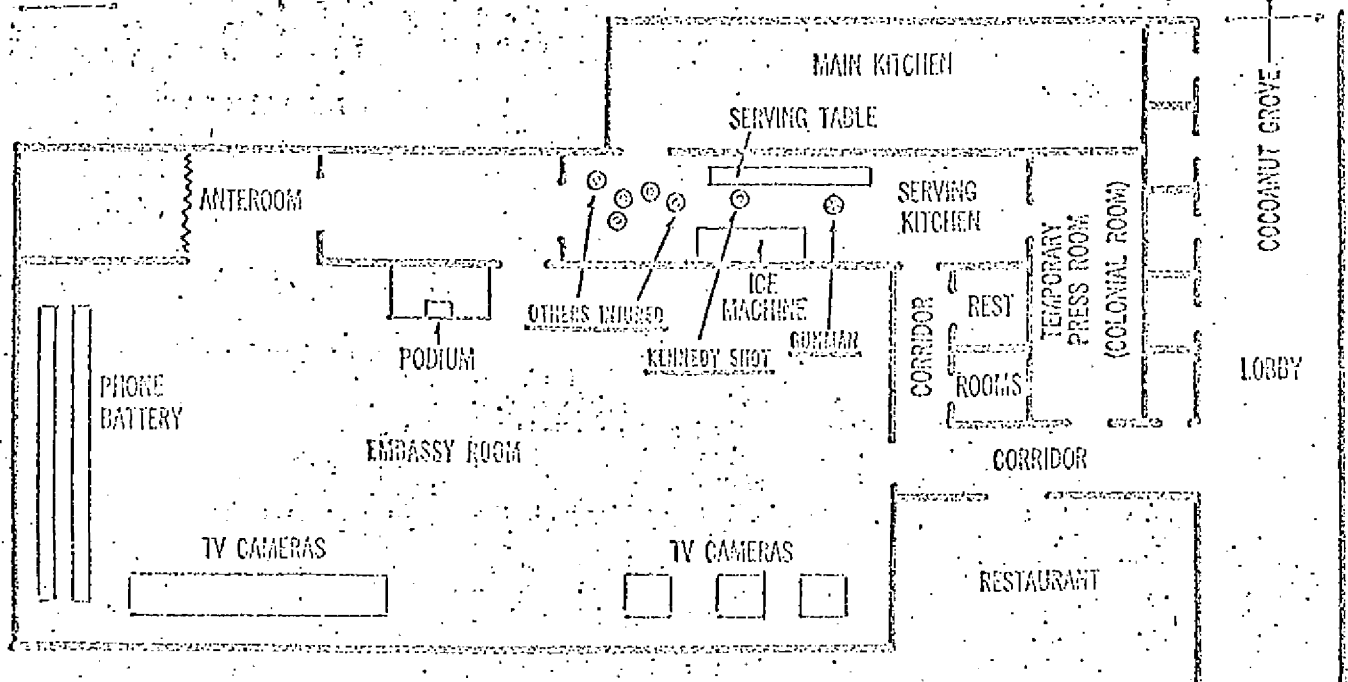 MAIN KITCHEN
SERVING TABLE
ANTEROOM
SERVING
KITCHEN
TEMPORARY
PRESS ROOM
(COLONIAL ROOM)
COCOANUT GROVE
OTHERS INJURED
ICE
MACHINE
KENNEDY SHOT
GUNMAN
PODIUM
CORRIDOR
REST
ROOMS
LOBBY
PHONE
BATTERY
EMBASSY ROOM
CORRIDOR
TV CAMERAS
TV CAMERAS
RESTAURANT